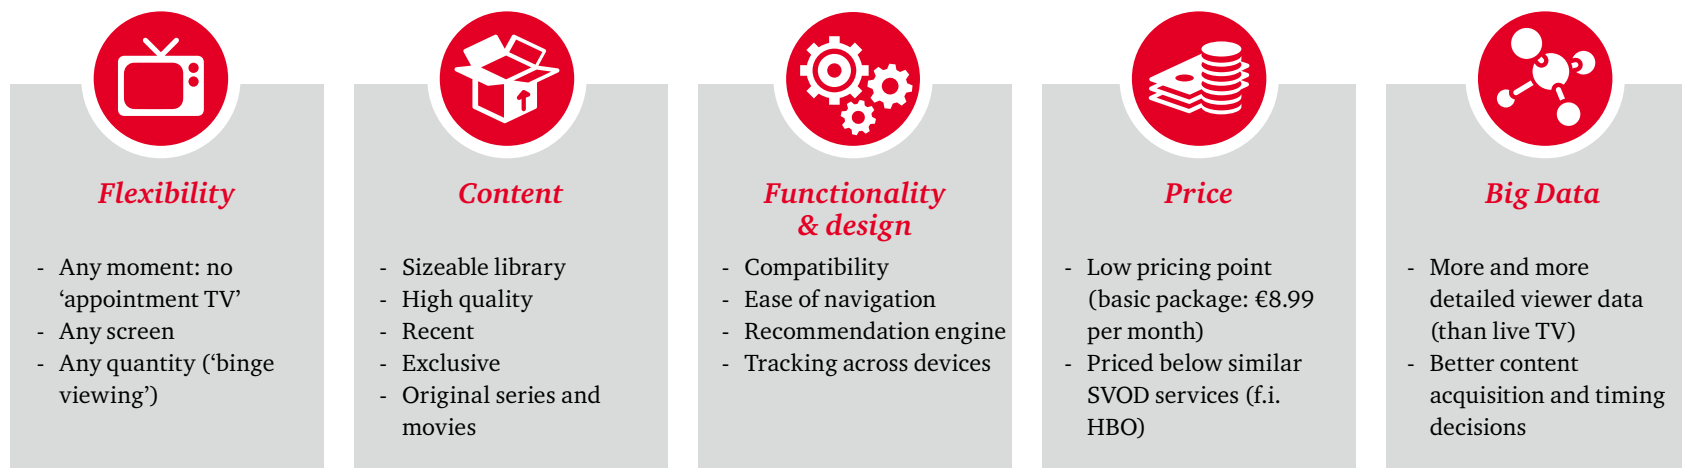 Flexibility
- Any moment: no
‘appointment TV’
- Any screen
- Any quantity (‘binge
viewing’)
Content
- Sizeable library
- High quality
- Recent
- Exclusive
- Original series and
movies
Functionality
& design
- Compatibility
- Ease of navigation
- Recommendation engine
- Tracking across devices
Price
- Low pricing point
(basic package: €8.99
per month)
- Priced below similar
SVOD services (f.i.
HBO)
Big Data
- More and more
detailed viewer data
(than live TV)
- Better content
acquisition and timing
decisions